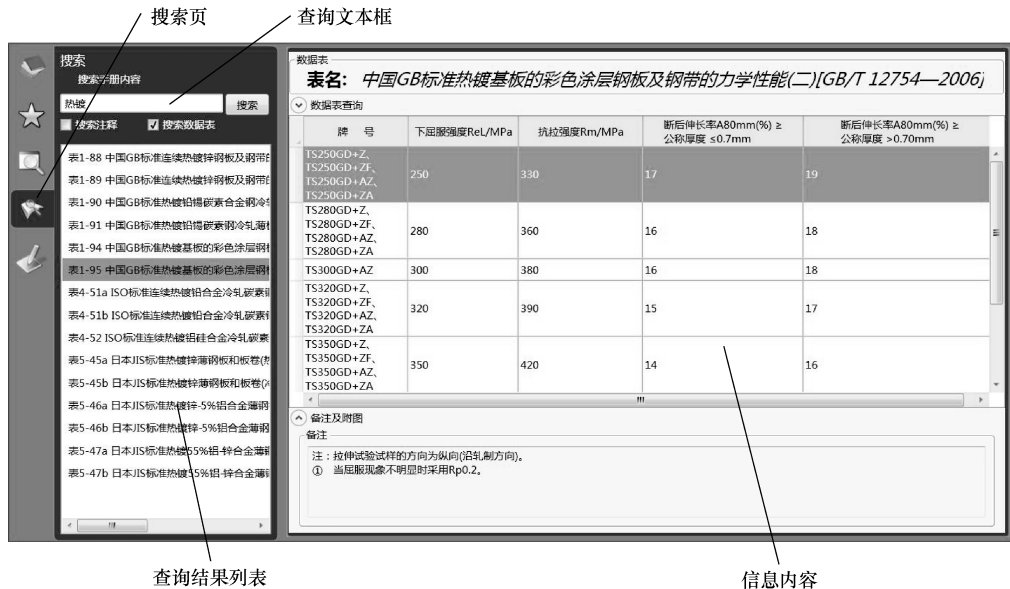 搜索页
查询文本框
搜索
搜索手册内容
热镀
搜索
搜索注释
搜索数据表
表1-88 中国GB标准连续热镀锌钢板及钢带
表1-89 中国GB标准连续热镀锌钢板及钢带
表1-90 中国GB标准热镀铅锡碳素合金钢冷
表1-91 中国GB标准热镀铅锡碳素钢冷轧薄
表1-94 中国GB标准热镀基板的彩色涂层钢
表1-95 中国GB标准热镀基板的彩色涂层钢
表4-51a ISO标准连续热镀铅合金冷轧碳素
表4-51b ISO标准连续热镀铅合金冷轧碳素
表4-52 ISO标准连续热镀铝硅合金冷轧碳素
表5-45a 日本JIS标准热镀锌薄钢板和板卷(热
表5-45b 日本JIS标准热镀锌薄钢板和板卷(冷
表5-46a 日本JIS标准热镀锌-5%铝合金薄钢
表5-46b 日本JIS标准热镀锌-5%铝合金薄钢
表5-47a 日本JIS标准热镀55%铝-锌合金薄
表5-47b 日本JIS标准热镀55%铝-锌合金薄
数据表
表名: 中国GB标准热镀基板的彩色涂层钢板及钢带的力学性能(二)[GB/T 12754—2006]
数据表查询
牌 号
下屈服强度ReL/MPa
抗拉强度Rm/MPa
断后伸长率A80mm(%) ≥
公称厚度 ≤0.7mm
断后伸长率A80mm(%) ≥
公称厚度 >0.70mm
TS250GD+Z、
TS250GD+ZF、
TS250GD+AZ、
TS250GD+ZA
250
330
17
19
TS280GD+Z、
TS280GD+ZF、
TS280GD+AZ、
TS280GD+ZA
280
360
16
18
TS300GD+AZ
300
380
16
18
TS320GD+Z、
TS320GD+ZF、
TS320GD+AZ、
TS320GD+ZA
320
390
15
17
TS350GD+Z、
TS350GD+ZF、
TS350GD+AZ、
TS350GD+ZA
350
420
14
16
备注及附图
备注
注：拉伸试验试样的方向为纵向(沿轧制方向)。
① 当屈服现象不明显时采用Rp0.2。
查询结果列表
信息内容